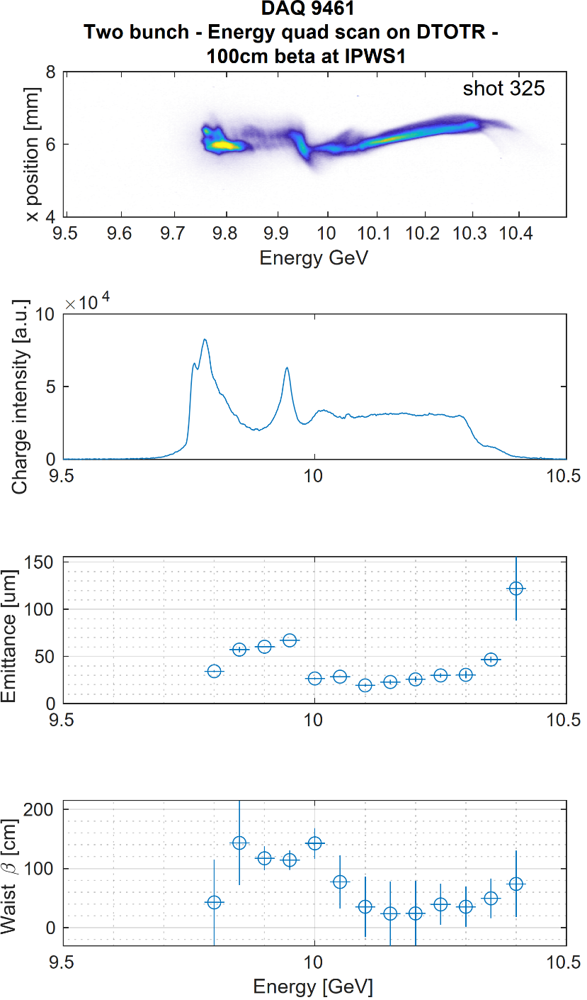 DAQ 9461
Two bunch - Energy quad scan on DTOTR -
100cm beta at IPWS1
shot 325
x position [mm]
8
6
4
9.5 9.6 9.7 9.8 9.9 10 10.1 10.2 10.3 10.4
Energy GeV
×10 4
Charge intensity [a.u.]
10
5
0
9.5 10 10.5
Emittance [um]
150
100
50
0
9.5 10 10.5
Waist β [cm]
200
100
0
9.5 10 10.5
Energy [GeV]